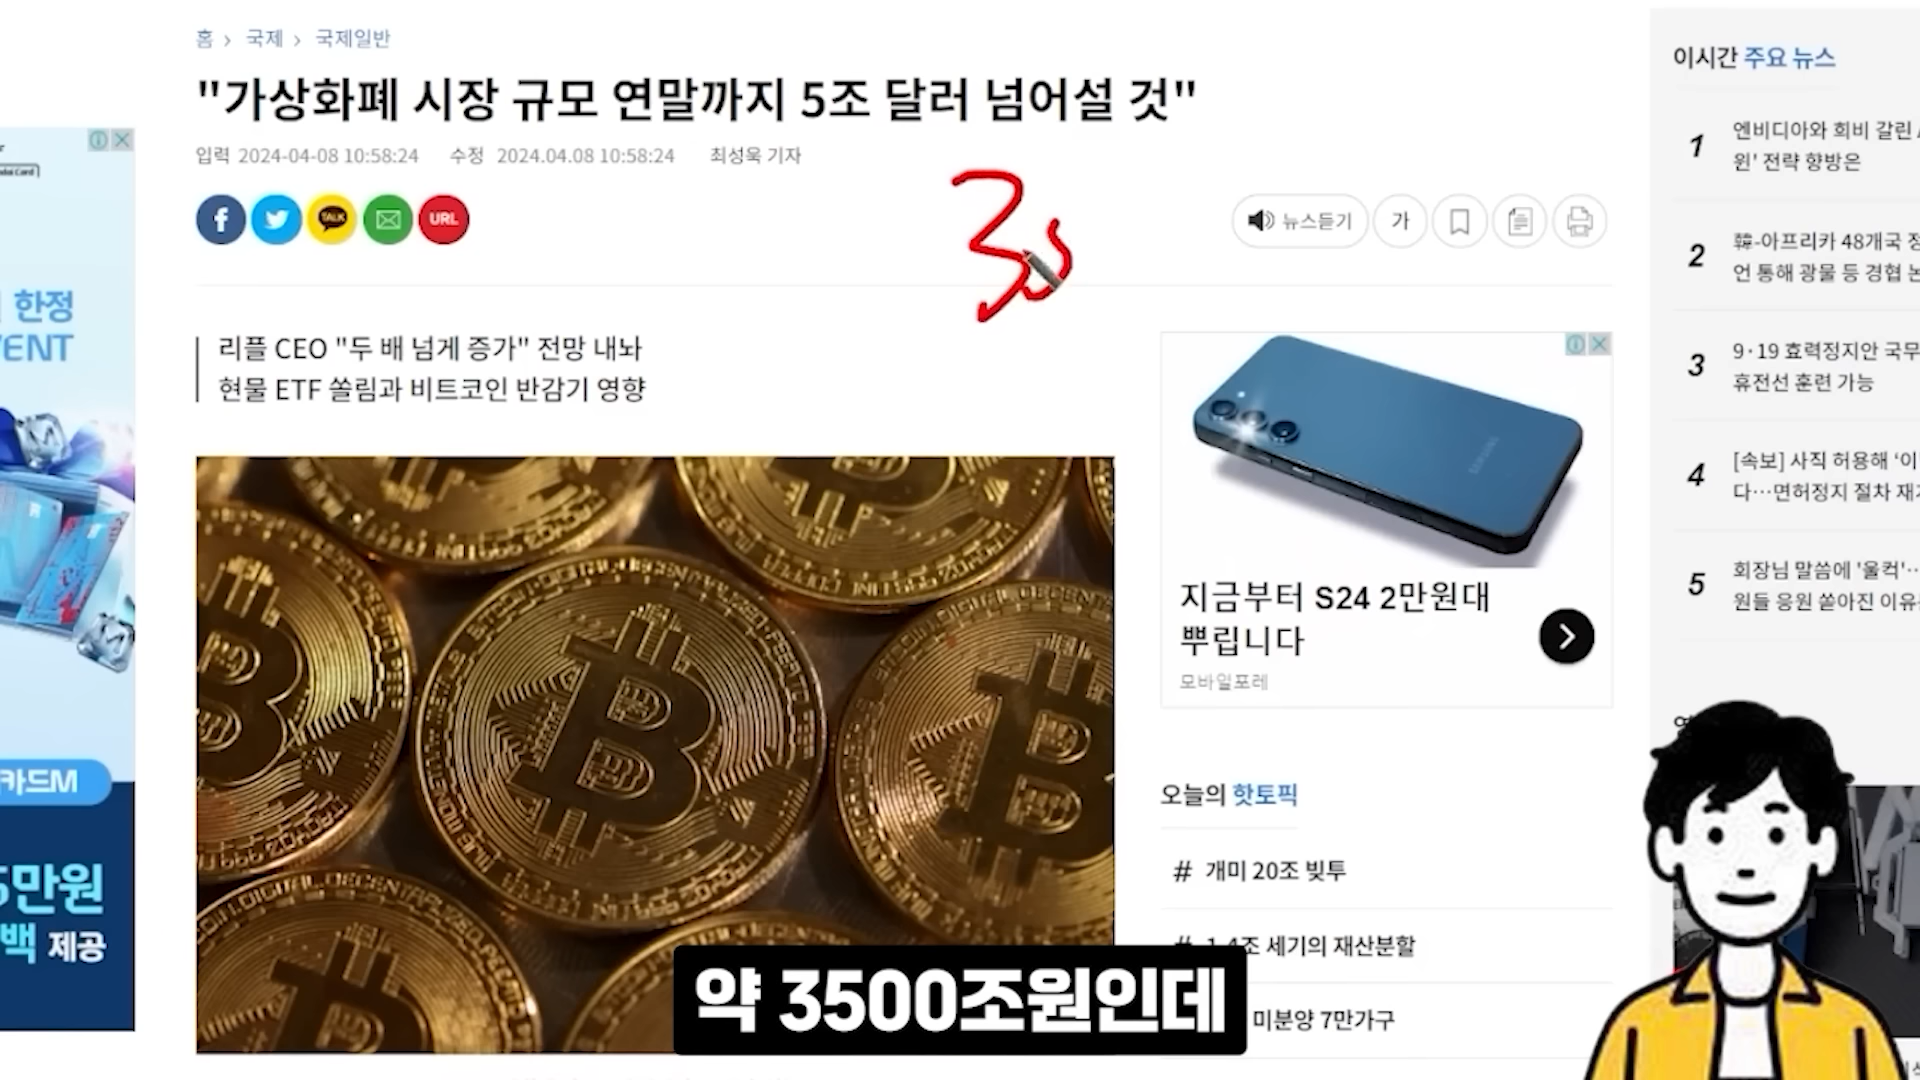 홈 › 국제 › 국제일반
"가상화폐 시장 규모 연말까지 5조 달러 넘어설 것"
입력 2024-04-08 10:58:24 수정 2024.04.08 10:58:24 최성욱 기자
TALK
URL
뉴스듣기
가
리플 CEO "두 배 넘게 증가" 전망 내놔
현물 ETF 쏠림과 비트코인 반감기 영향
한정
카드M
5만원
백 제공
지금부터 S24 2만원대
뿌립니다
모바일포레
오늘의 핫토픽
# 개미 20조 빚투
# 1.4조 세기의 재산분할
미분양 7만가구
이시간 주요 뉴스
1 엔비디아와 희비 갈린
윈' 전략 향방은
2 韓-아프리카 48개국 정
언 통해 광물 등 경협 논
3 9·19 효력정지안 국무
휴전선 훈련 가능
4 [속보] 사직 허용해 ‘이
다…면허정지 절차 재
5 회장님 말씀에 '울컥'…
원들 응원 쏟아진 이유
약 3500조원인데